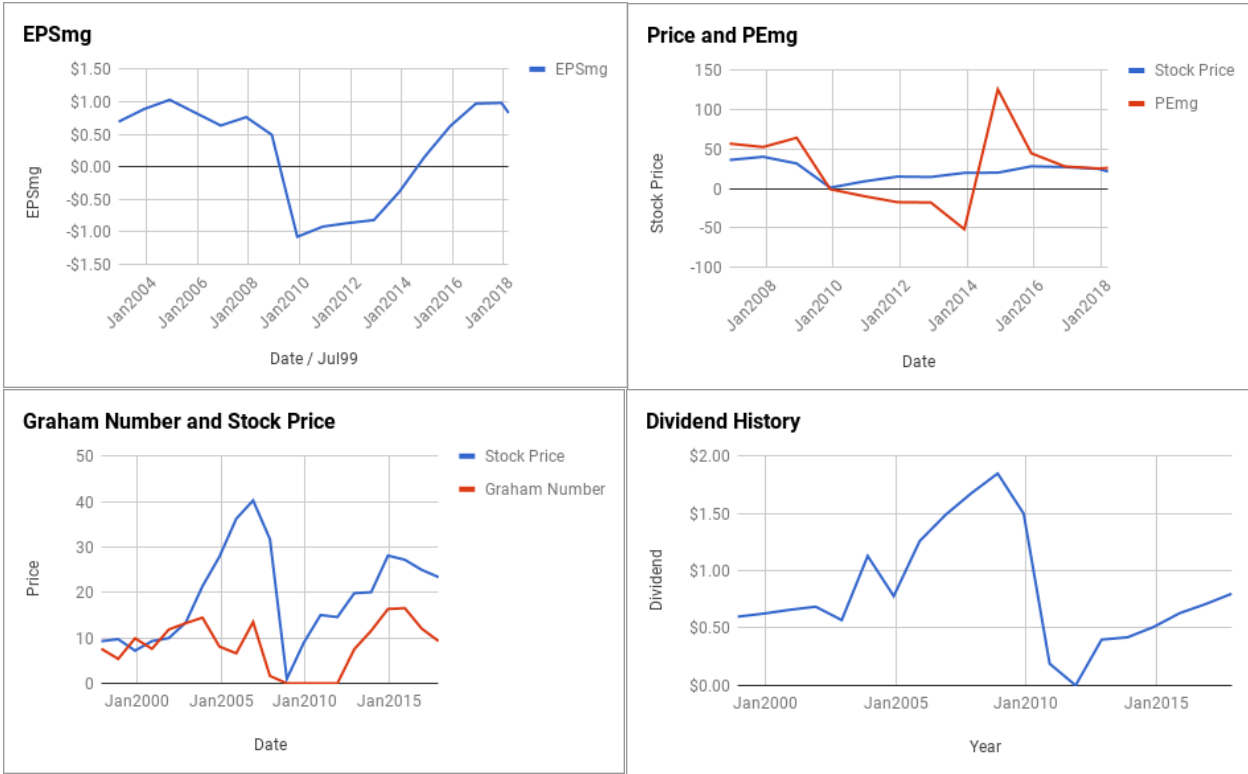 EPSmg
EPSmg
$1.50
$1.00
$0.50
$0.00
-$0.50
-$1.00
-$1.50
EPSmg
Jan2004
Jan2006
Jan2008
Jan2010
Jan2012
Jan2014
Jan2016
Jan2018
Date / Jul99
Price and PEmg
Stock Price
PEmg
150
100
50
0
-50
-100
Stock Price
Jan2008
Jan2010
Jan2012
Jan2014
Jan2016
Jan2018
Date
Graham Number and Stock Price
Stock Price
Graham Number
50
40
30
20
10
0
Price
Jan2000
Jan2005
Jan2010
Jan2015
Date
Dividend History
$2.00
$1.50
$1.00
$0.50
$0.00
Dividend
Jan2000
Jan2005
Jan2010
Jan2015
Year